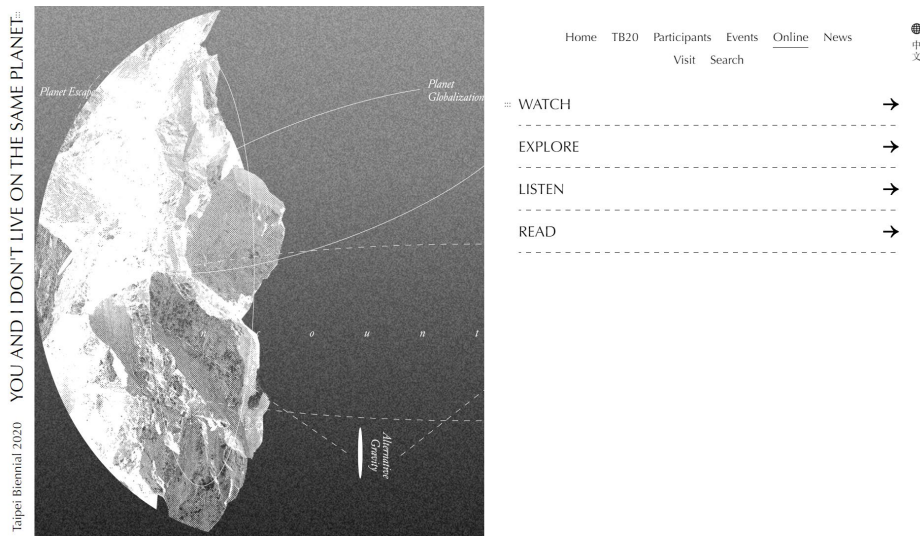 YOU AND I DON'T LIVE ON THE SAME PLANET
Taipei Biennial 2020
Planet Escape
Planet
Globalization
n o u n t
Alternative
Gravity
Home TB20 Participants Events Online News
Visit Search
中
文
WATCH
EXPLORE
LISTEN
READ